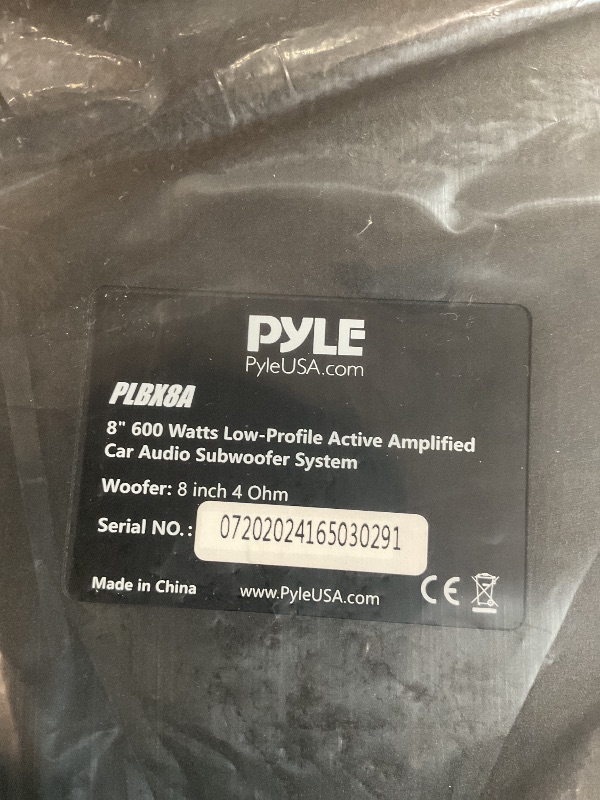 PYLE
PyleUSA.com
PLBX8A
8" 600 Watts Low-Profile Active Amplified
Car Audio Subwoofer System
Woofer: 8 inch 4 Ohm
Serial NO.: 07202024165030291
Made in China www.PyleUSA.com CE